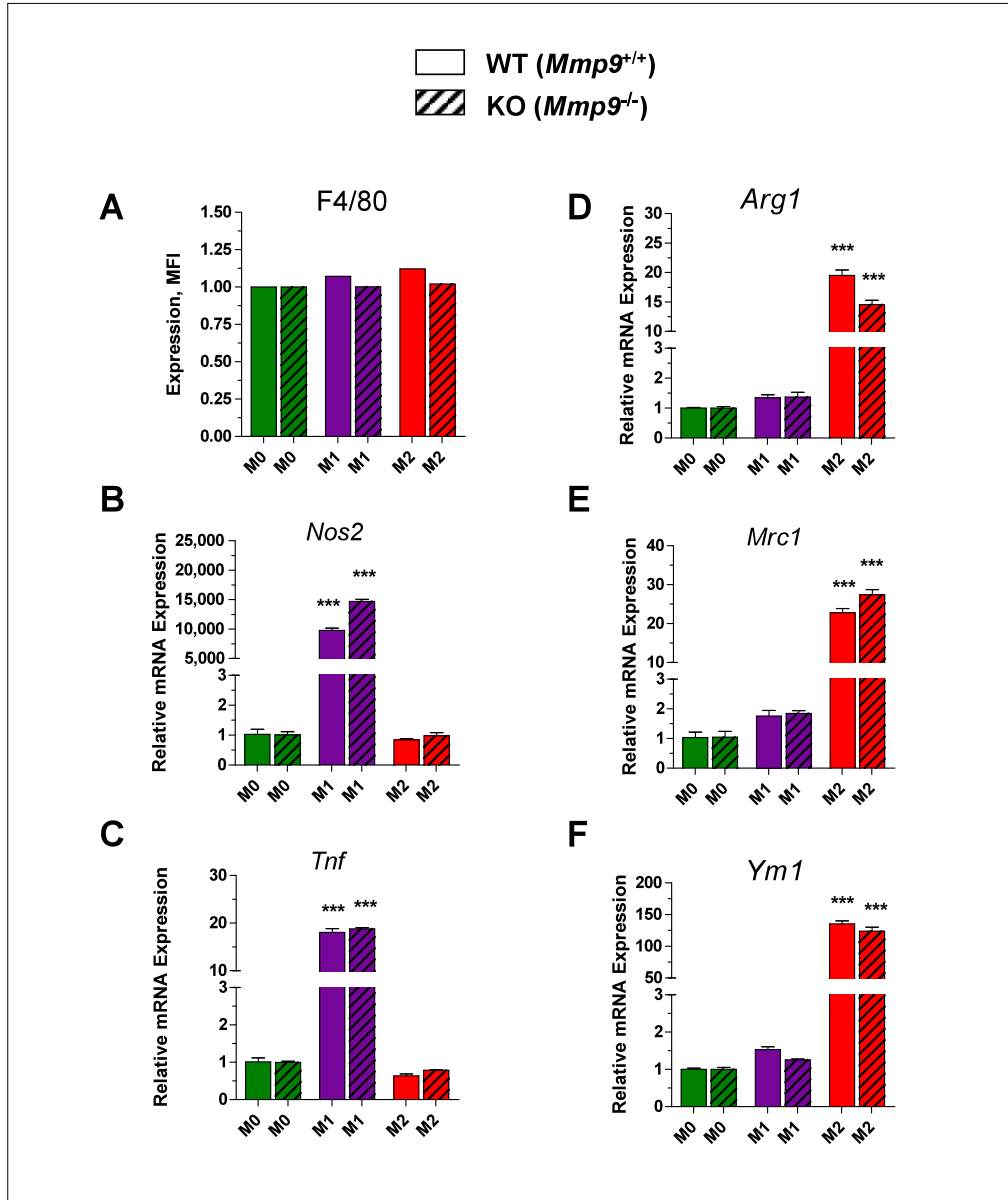 WT (Mmp9+/+)
KO (Mmp9-/-)
A
F4/80
Expression, MFI
1.50
1.25
1.00
0.75
0.50
0.25
0.00
M0 M0 M1 M1 M2 M2
B
Nos2
Relative mRNA Expression
25,000
20,000
15,000
10,000
5,000
3
2
1
0
*** ***
M0 M0 M1 M1 M2 M2
C
Tnf
Relative mRNA Expression
30
20
10
3
2
1
0
*** ***
M0 M0 M1 M1 M2 M2
D
Arg1
Relative mRNA Expression
30
25
20
15
10
3
2
1
0
*** ***
M0 M0 M1 M1 M2 M2
E
Mrc1
Relative mRNA Expression
40
30
20
10
3
2
1
0
*** ***
M0 M0 M1 M1 M2 M2
F
Ym1
Relative mRNA Expression
200
150
100
50
3
2
1
0
*** ***
M0 M0 M1 M1 M2 M2